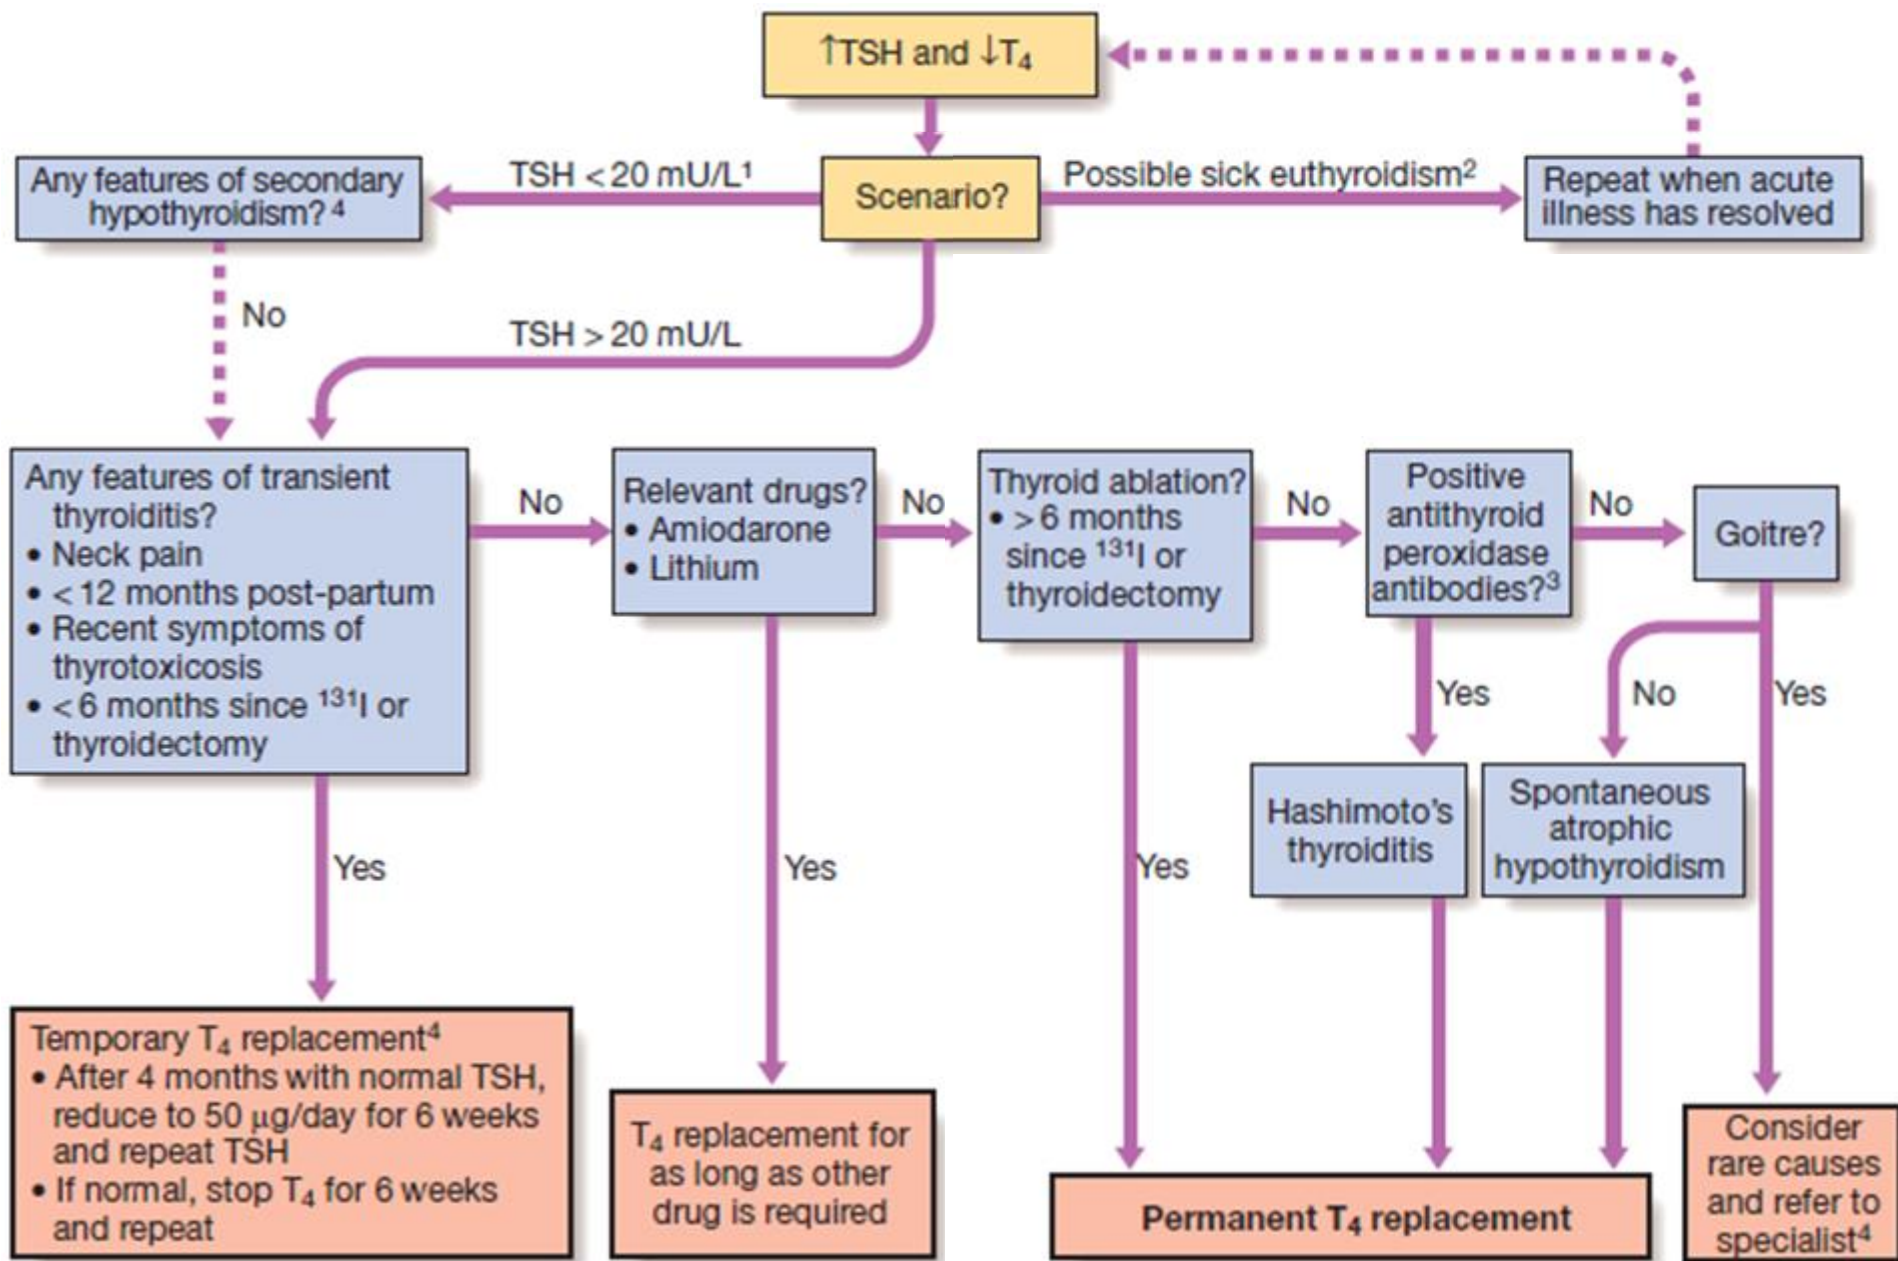 ↑TSH and ↓T₄
Any features of secondary
hypothyroidism?⁴
TSH < 20 mU/L¹
Scenario?
Possible sick euthyroidism²
Repeat when acute
illness has resolved
No
TSH > 20 mU/L
Any features of transient
thyroiditis?
• Neck pain
• < 12 months post-partum
• Recent symptoms of
thyrotoxicosis
• < 6 months since ¹³¹I or
thyroidectomy
No
Relevant drugs?
• Amiodarone
• Lithium
No
Thyroid ablation?
• > 6 months
since ¹³¹I or
thyroidectomy
No
Positive
antithyroid
peroxidase
antibodies?³
No
Goitre?
Yes
No
Yes
Hashimoto's
thyroiditis
Spontaneous
atrophic
hypothyroidism
Yes
Yes
Yes
Temporary T₄ replacement⁴
• After 4 months with normal TSH,
reduce to 50 μg/day for 6 weeks
and repeat TSH
• If normal, stop T₄ for 6 weeks
and repeat
T₄ replacement for
as long as other
drug is required
Permanent T₄ replacement
Consider
rare causes
and refer to
specialist⁴